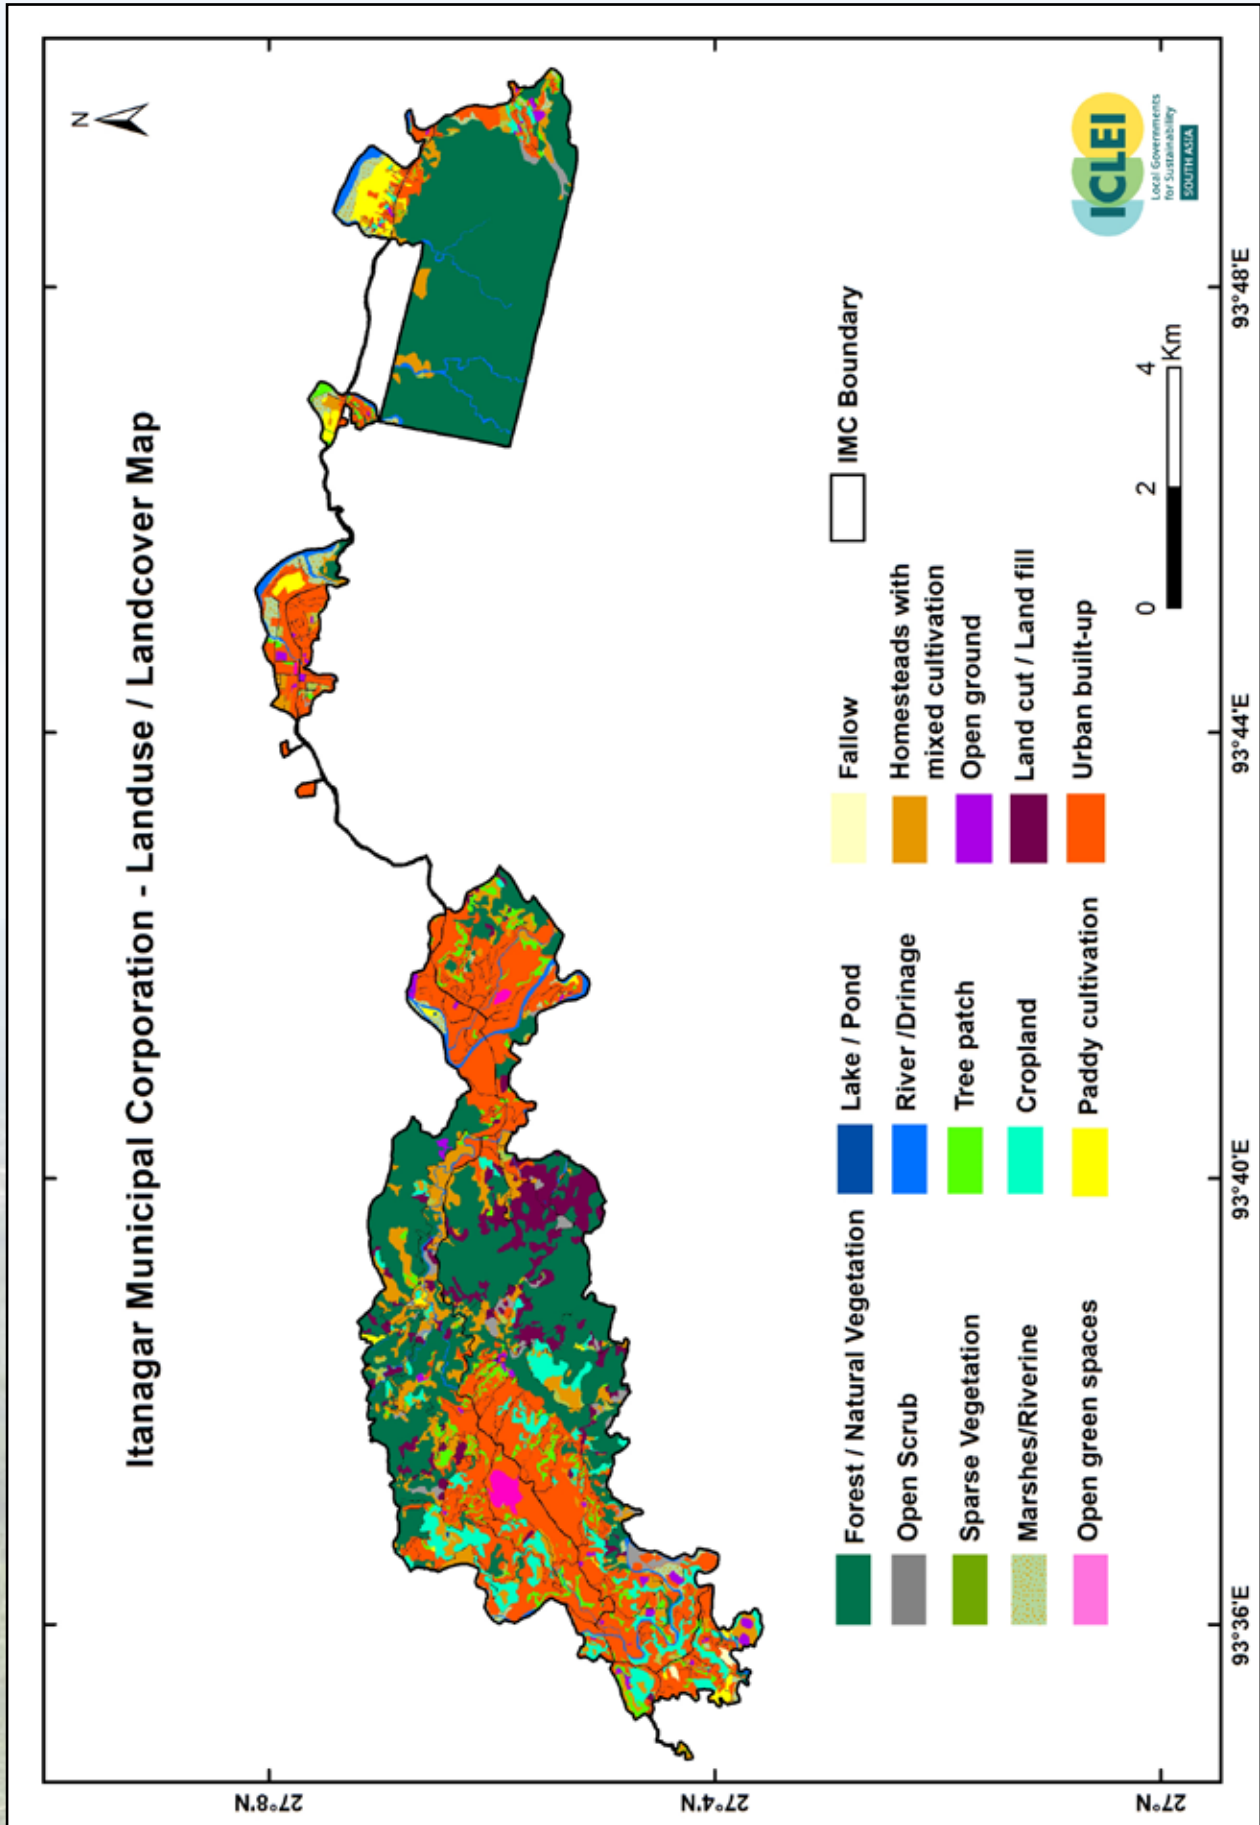 Itanagar Municipal Corporation - Landuse / Landcover Map
N
27°8'N
27°4'N
27°N
93°36'E
93°40'E
93°44'E
93°48'E
Forest / Natural Vegetation
Open Scrub
Sparse Vegetation
Marshes/Riverine
Open green spaces
Lake / Pond
River /Drinage
Tree patch
Cropland
Paddy cultivation
Fallow
Homesteads with
mixed cultivation
Open ground
Land cut / Land fill
Urban built-up
IMC Boundary
0 2 4
Km
ICLEI
Local Governments
for Sustainability
SOUTH ASIA